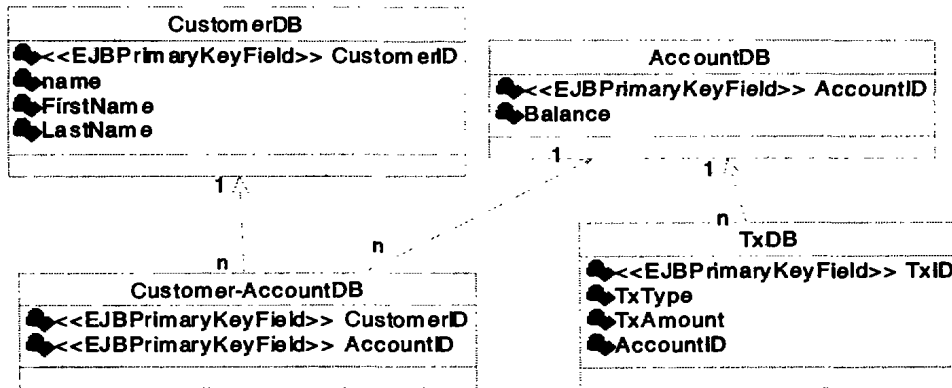 CustomerDB
<<EJBPrimaryKeyField>> CustomerID
name
FirstName
LastName
AccountDB
<<EJBPrimaryKeyField>> AccountID
Balance
1
1
1
n
n
n
Customer-AccountDB
<<EJBPrimaryKeyField>> CustomerID
<<EJBPrimaryKeyField>> AccountID
TxDB
<<EJBPrimaryKeyField>> TxID
TxType
TxAmount
AccountID